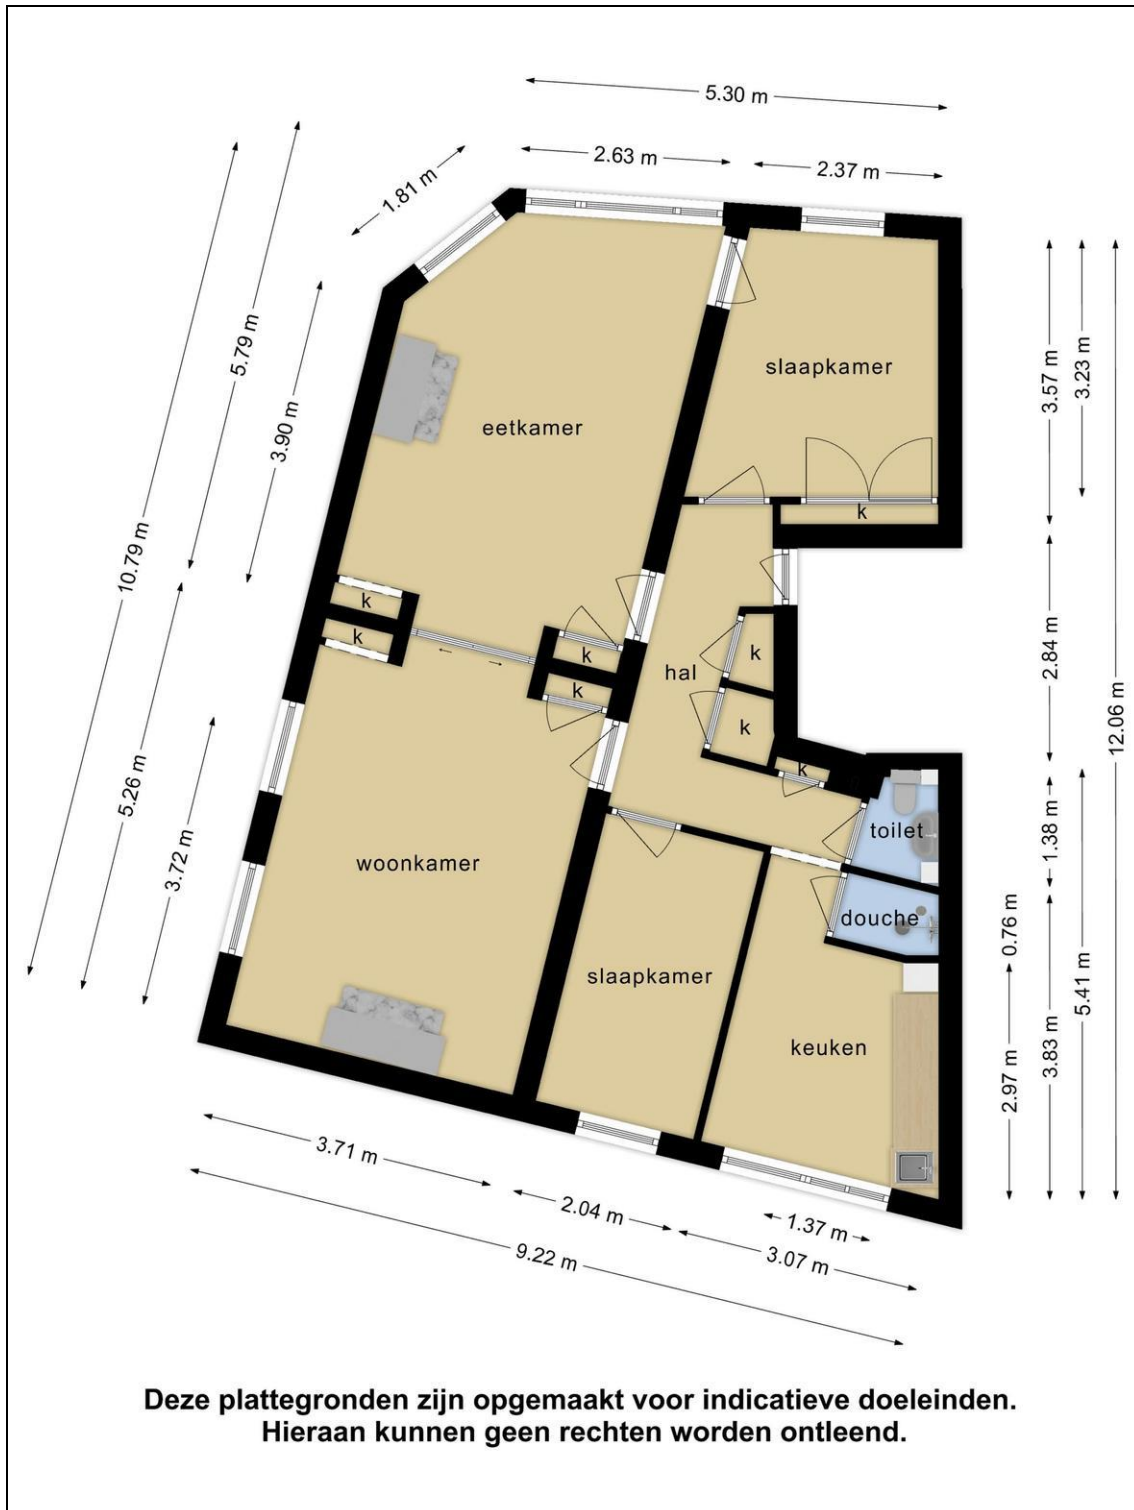 5.30 m
2.63 m
2.37 m
1.81 m
5.79 m
3.90 m
10.79 m
5.26 m
3.72 m
3.57 m
3.23 m
2.84 m
12.06 m
1.38 m
0.76 m
5.41 m
3.83 m
2.97 m
slaapkamer
eetkamer
k
k
k
k
k
hal
k
k
k
toilet
woonkamer
douche
slaapkamer
keuken
3.71 m
2.04 m
1.37 m
3.07 m
9.22 m
Deze plattegronden zijn opgemaakt voor indicatieve doeleinden.
Hieraan kunnen geen rechten worden ontleend.